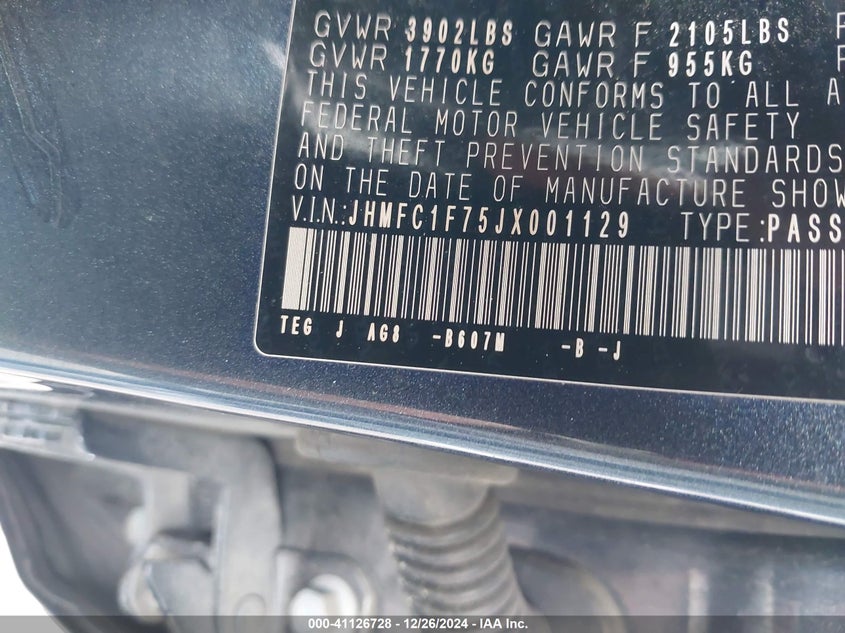 GVWR 3902LBS GAWR F 2105LBS
GVWR 1770KG GAWR F 955KG
THIS VEHICLE CONFORMS TO ALL A
FEDERAL MOTOR VEHICLE SAFETY
AND THEFT PREVENTION STANDARDS
ON THE DATE OF MANUFACTURE SHOW
V.I.N.:JHMFC1F75JX001129 TYPE:PASS
TEG J AG8 -B607M -B -J
000-41126728 - 12/26/2024 - IAA Inc.